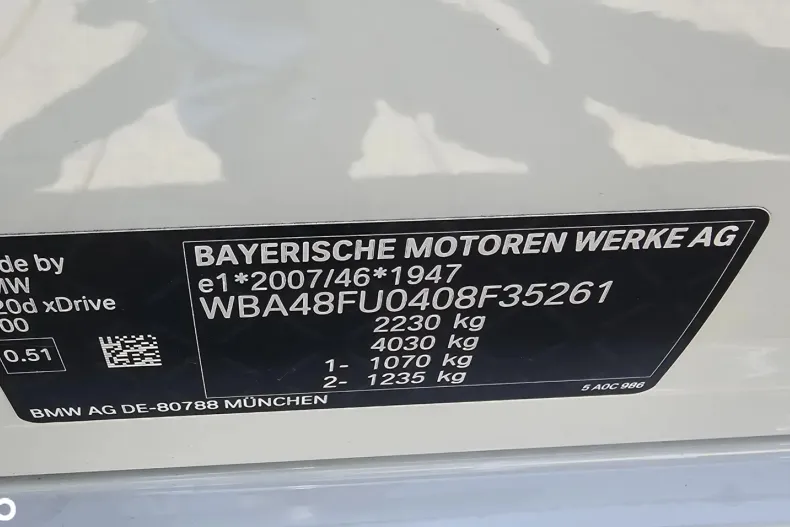 de by
MW
20d xDrive
00
0.51
BAYERISCHE MOTOREN WERKE AG
e1*2007/46*1947
WBA48FU0408F35261
2230 kg
4030 kg
1- 1070 kg
2- 1235 kg
BMW AG DE-80788 MÜNCHEN
5 A0C 986